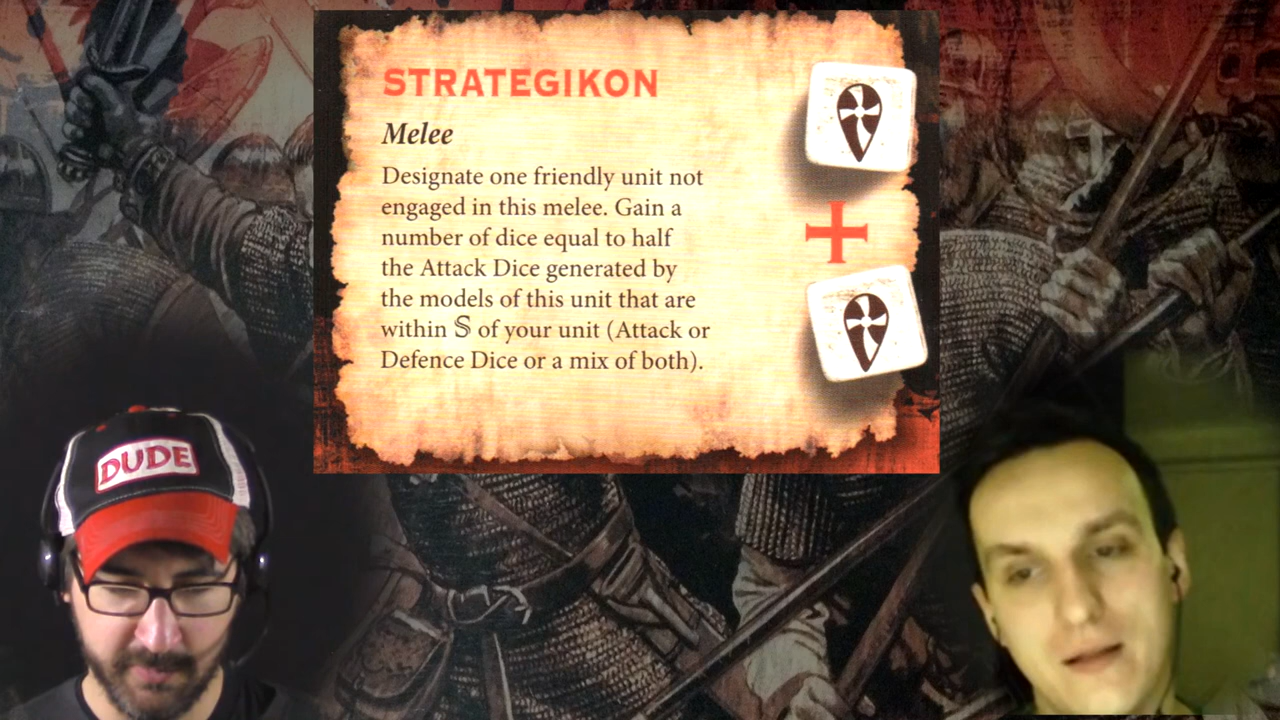 STRATEGIKON
Melee
Designate one friendly unit not
engaged in this melee. Gain a
number of dice equal to half
the Attack Dice generated by
the models of this unit that are
within S of your unit (Attack or
Defence Dice or a mix of both).
DUDE